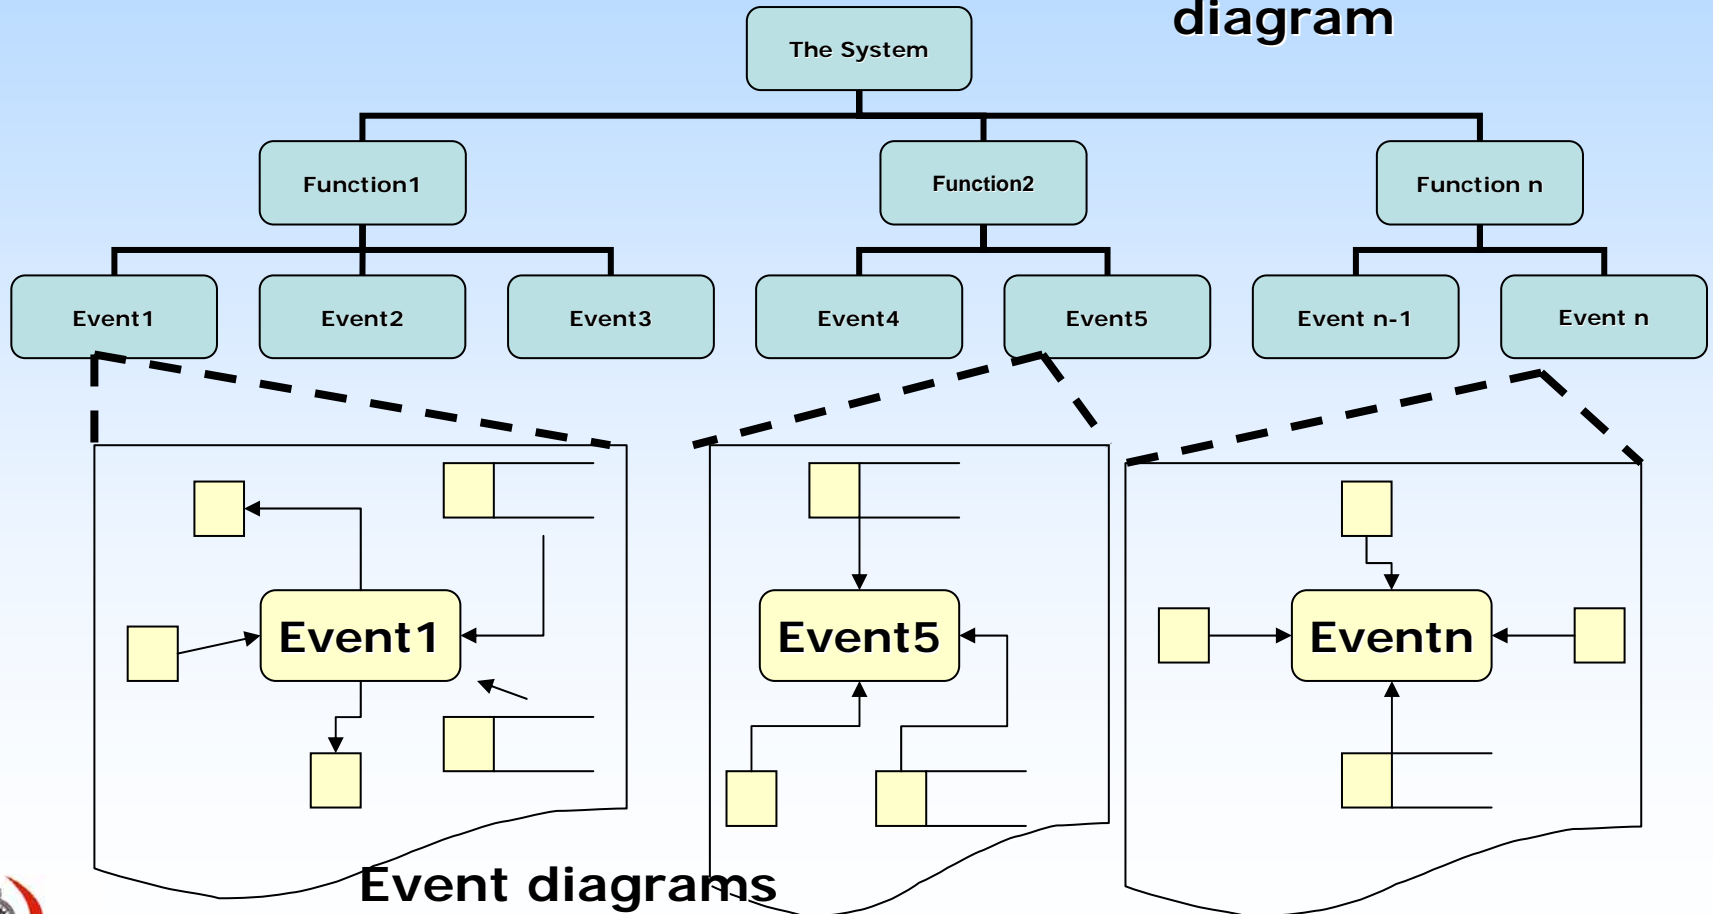 diagram
The System
Function1
Function2
Function n
Event1
Event2
Event3
Event4
Event5
Event n-1
Event n
Event1
Event5
Eventn
Event diagrams